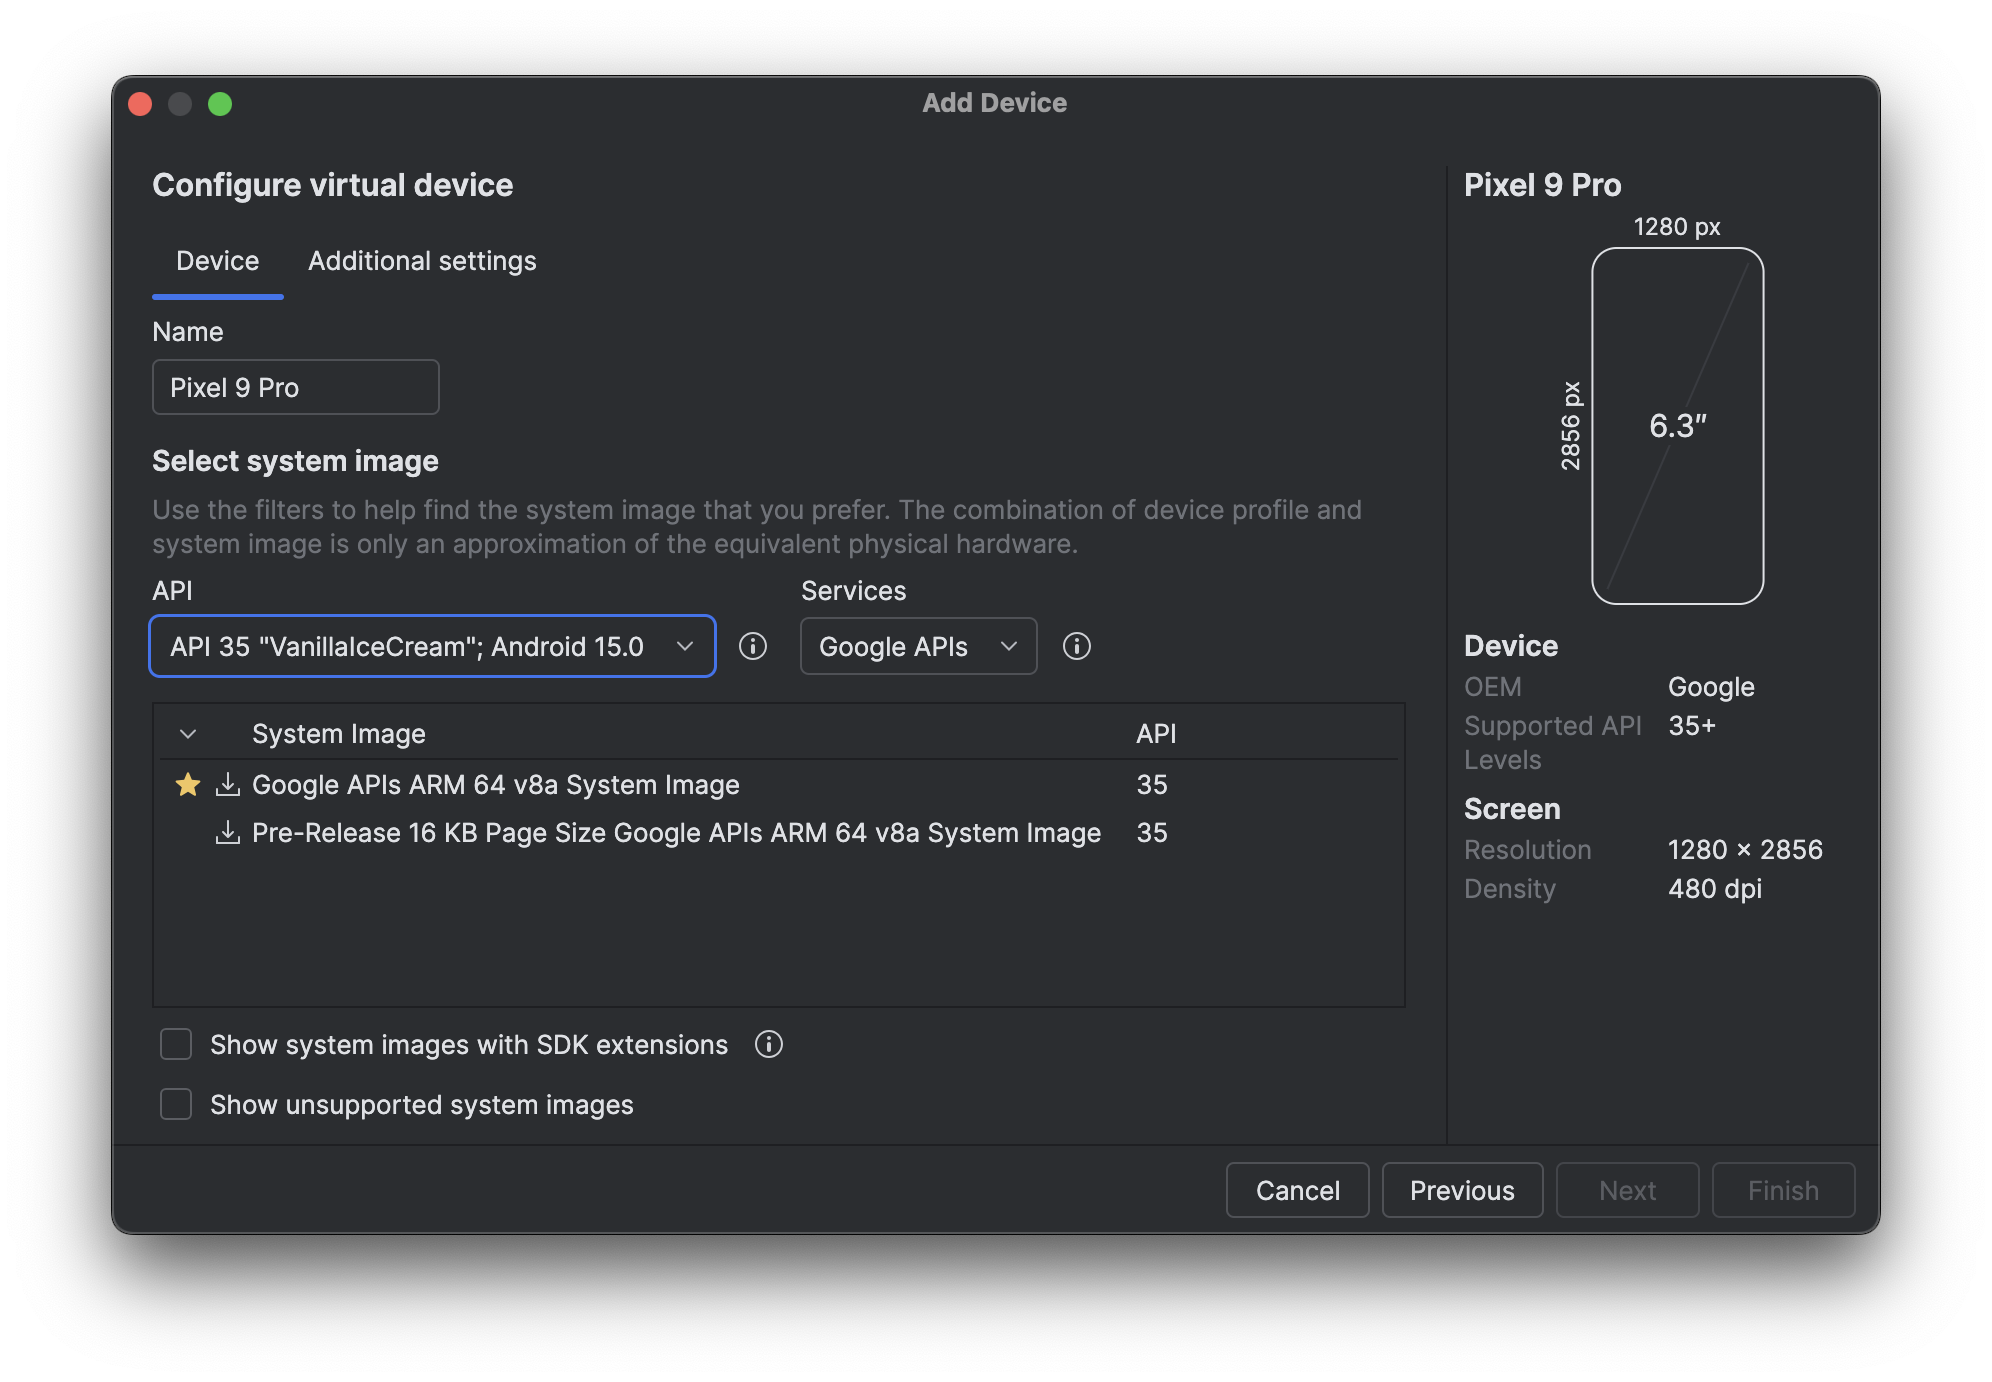 Add Device
Configure virtual device
Device
Additional settings
Name
Pixel 9 Pro
Select system image
Use the filters to help find the system image that you prefer. The combination of device profile and
system image is only an approximation of the equivalent physical hardware.
API
Services
API 35 "VanillaIceCream"; Android 15.0
Google APIs
System Image API
Google APIs ARM 64 v8a System Image 35
Pre-Release 16 KB Page Size Google APIs ARM 64 v8a System Image 35
Show system images with SDK extensions
Show unsupported system images
Pixel 9 Pro
1280 px
2856 px
6.3″
Device
OEM Google
Supported API Levels 35+
Screen
Resolution 1280 × 2856
Density 480 dpi
Cancel
Previous
Next
Finish